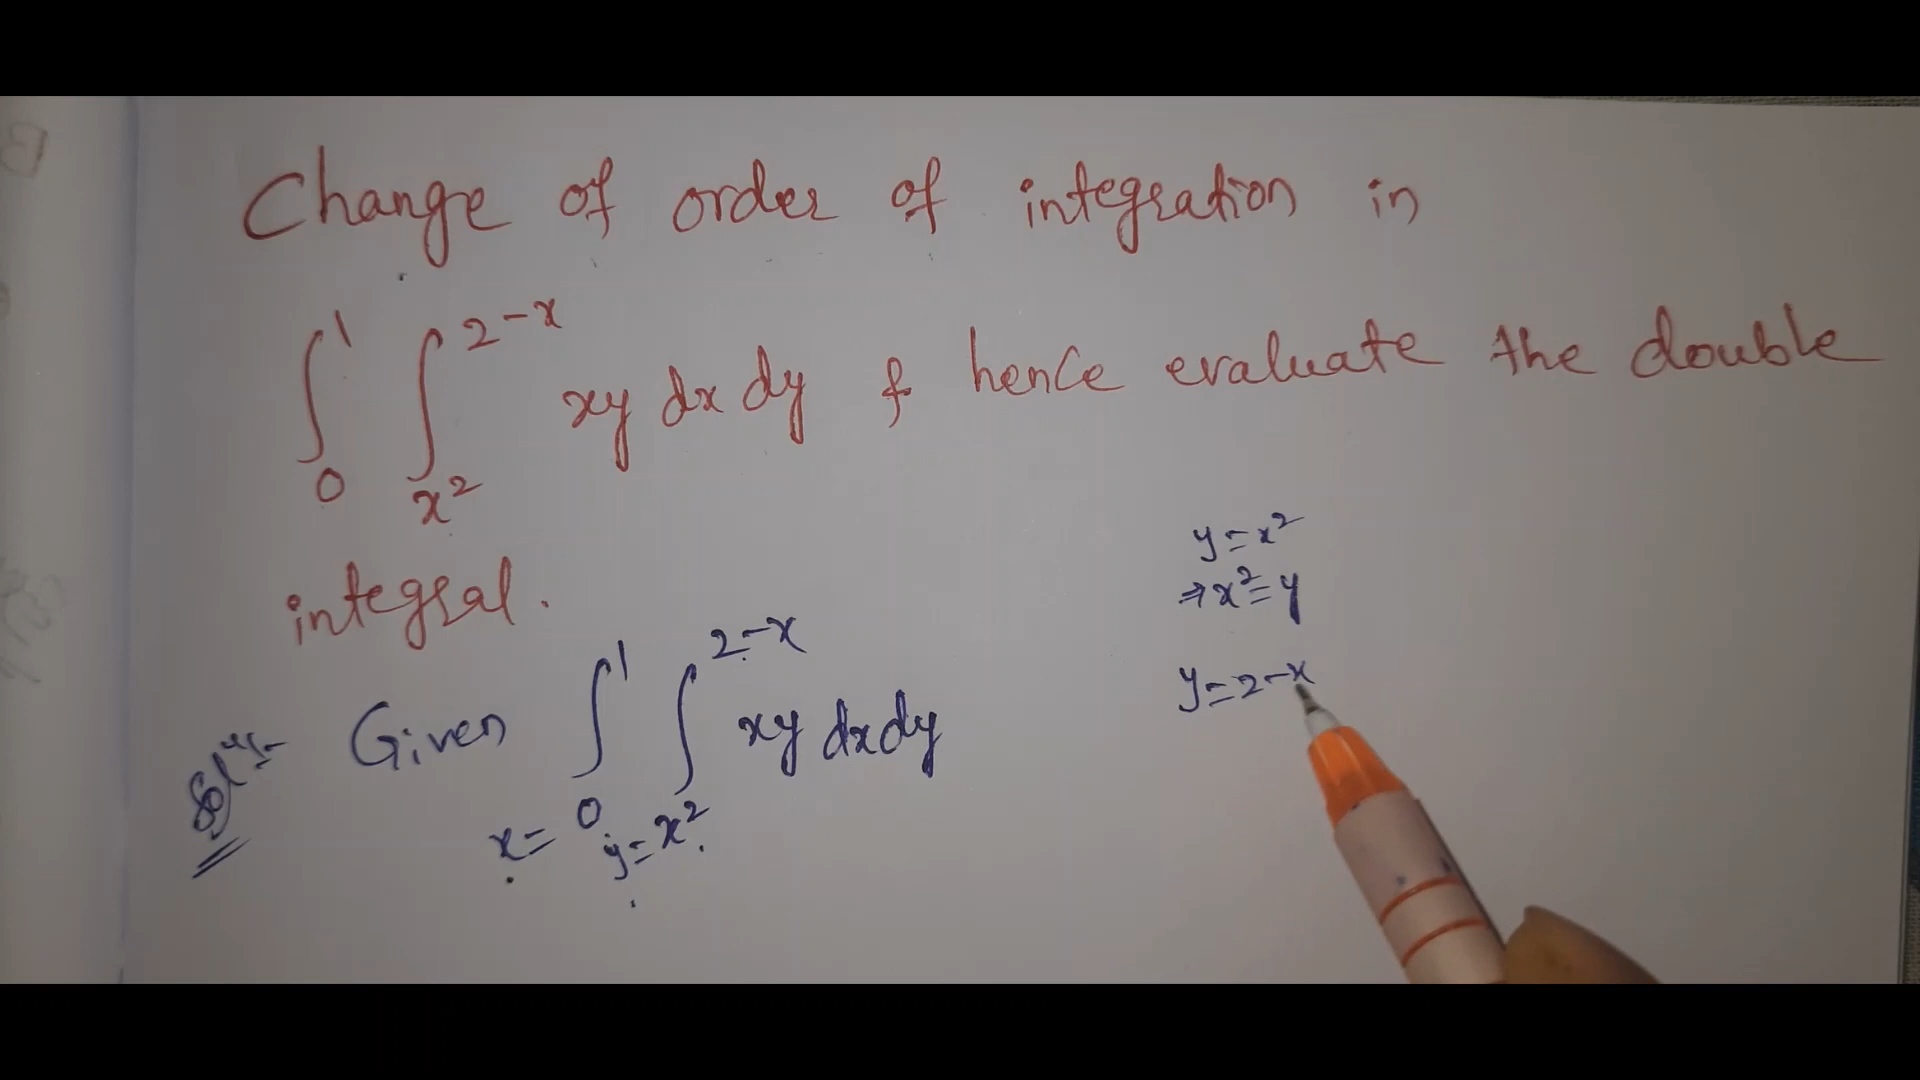 Change of order of integration in
∫₀¹ ∫ₓ²^(2-x) xy dx dy & hence evaluate the double
integral.
y = x²
⇒ x² = y
y = 2 - x
Sol:- Given ∫_(x=0)^1 ∫_(y=x²)^(2-x) xy dx dy